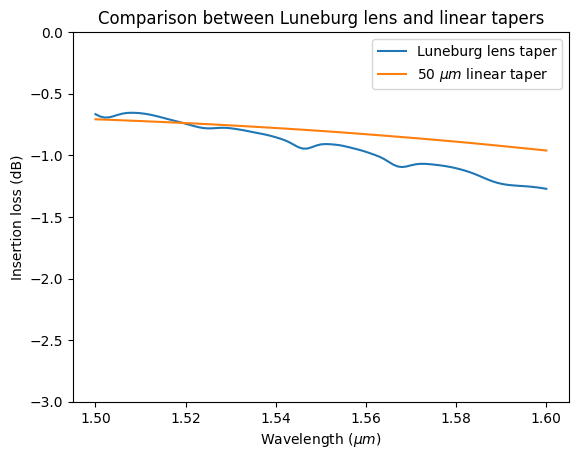 Comparison between Luneburg lens and linear tapers
Luneburg lens taper
50 μm linear taper
Insertion loss (dB)
0.0
−0.5
−1.0
−1.5
−2.0
−2.5
−3.0
1.50 1.52 1.54 1.56 1.58 1.60
Wavelength (μm)